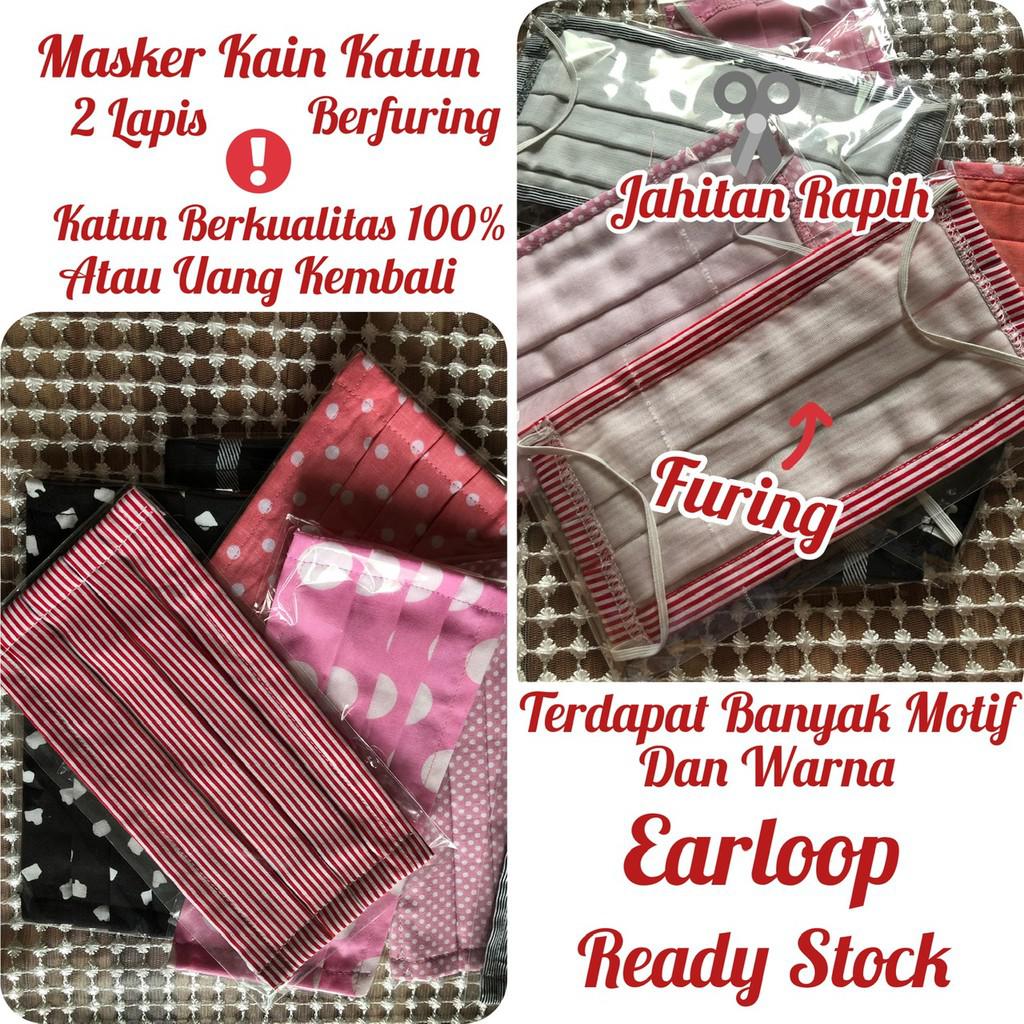 Masker Kain Katun
2 Lapis Berfuring
Katun Berkualitas 100%
Atau Uang Kembali
Jahitan Rapih
Furing
Terdapat Banyak Motif
Dan Warna
Earloop
Ready Stock